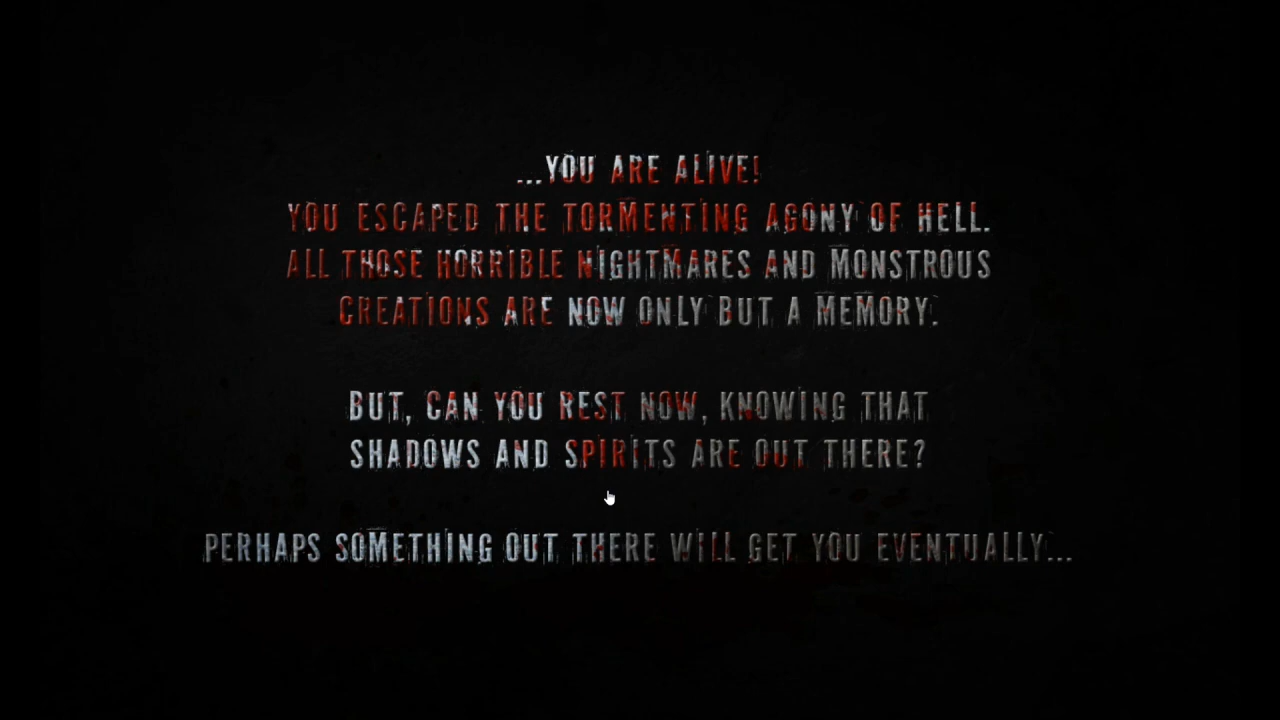 ...YOU ARE ALIVE!
YOU ESCAPED THE TORMENTING AGONY OF HELL.
ALL THOSE HORRIBLE NIGHTMARES AND MONSTROUS
CREATIONS ARE NOW ONLY BUT A MEMORY.
BUT, CAN YOU REST NOW, KNOWING THAT
SHADOWS AND SPIRITS ARE OUT THERE?
PERHAPS SOMETHING OUT THERE WILL GET YOU EVENTUALLY...